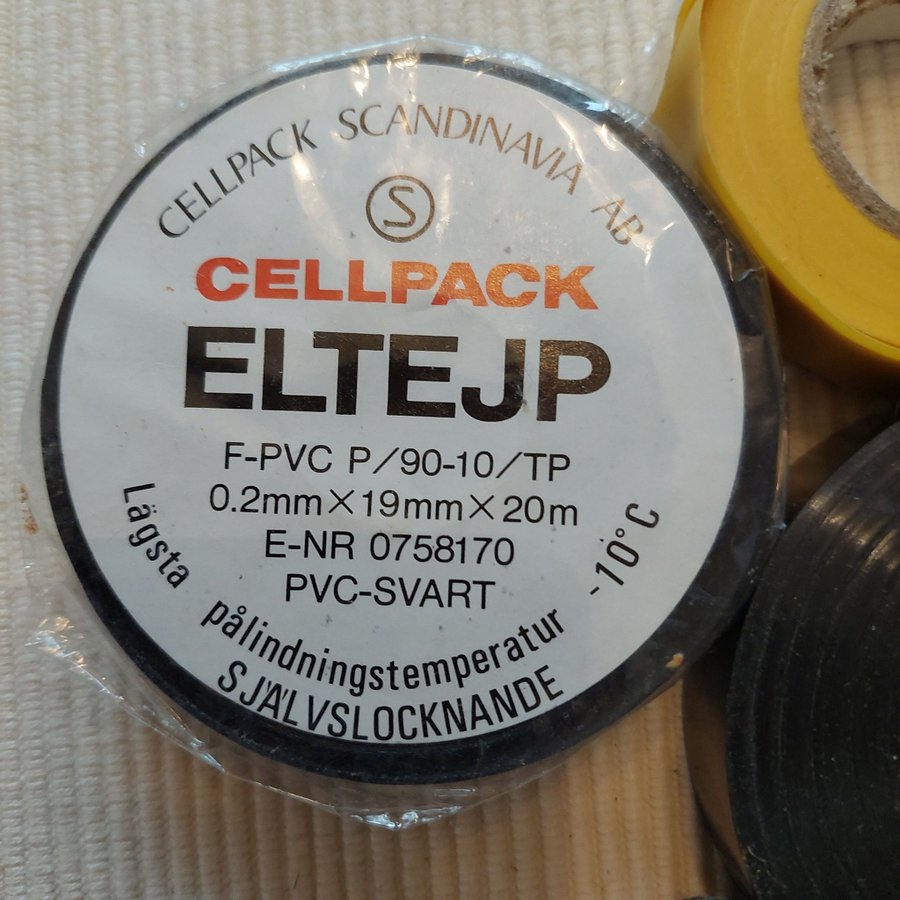 CELLPACK SCANDINAVIA AB
S
CELLPACK
ELTEJP
F-PVC P/90-10/TP
0.2mm×19mm×20m
E-NR 0758170
PVC-SVART
Lägsta pålindningstemperatur -10°C
SJÄLVSLOCKNANDE